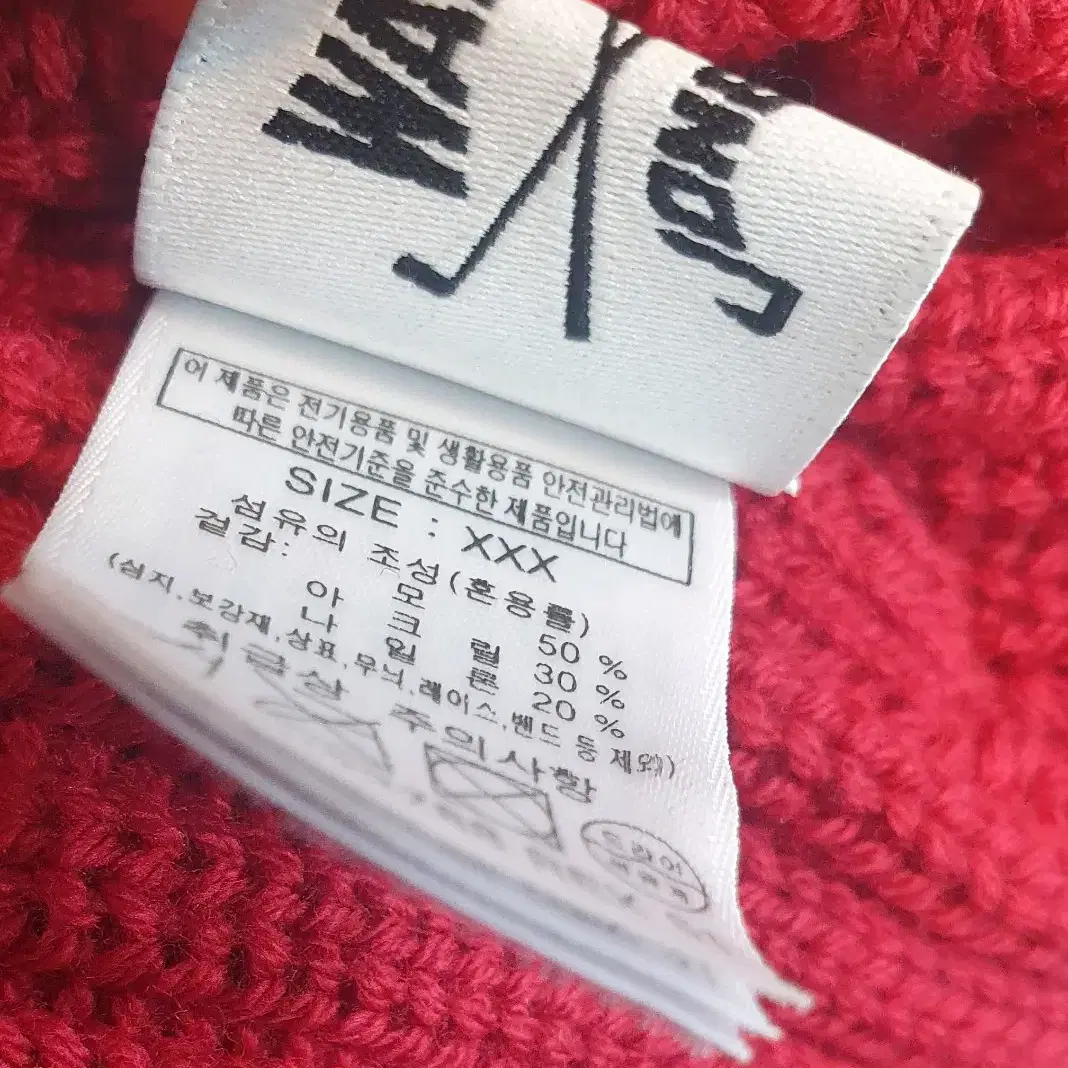 WA
어 제품은 전기용품 및 생활용품 안전관리법에
따른 안전기준을 준수한 제품입니다
SIZE : XXX
섬유의 조성(혼용률)
겉감: 모 50 %
아 크 릴 30 %
나 일 론 20 %
(심지,보강재,상표,무늬,레이스,밴드 등 제외)
취급상 주의사항
드라이